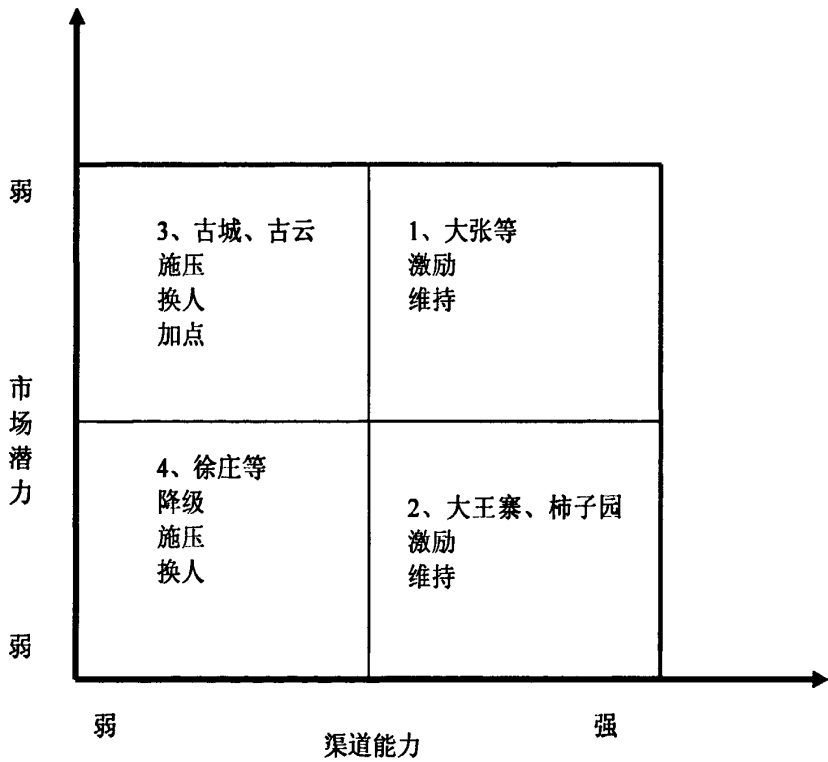 弱
3、古城、古云
施压
换人
加点
1、大张等
激励
维持
市场潜力
4、徐庄等
降级
施压
换人
2、大王寨、柿子园
激励
维持
弱
弱
渠道能力
强